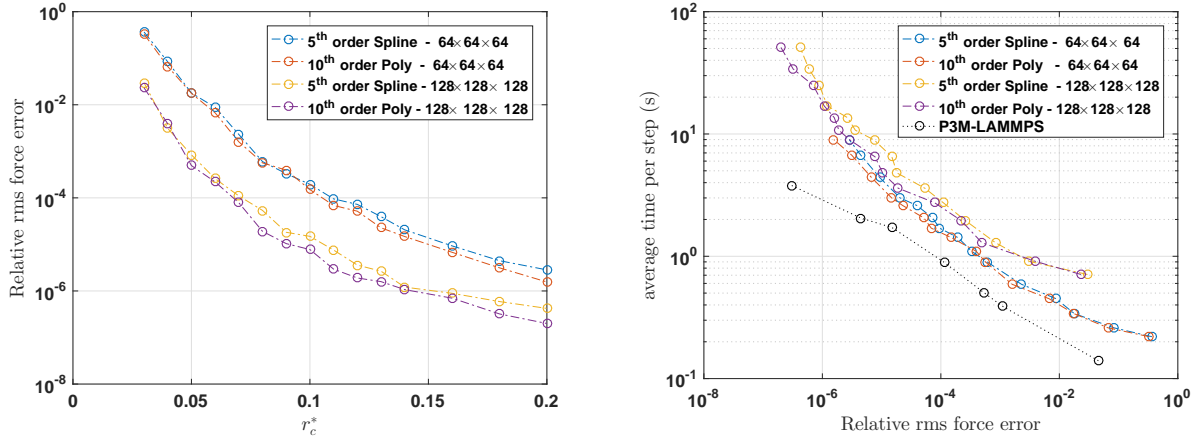 10^0
10^-2
10^-4
10^-6
10^-8
0
0.05
0.1
0.15
0.2
Relative rms force error
r_c^*
5^th order Spline - 64×64×64
10^th order Poly - 64×64×64
5^th order Spline - 128×128× 128
10^th order Poly - 128× 128× 128
10^2
10^1
10^0
10^-1
10^-8
10^-6
10^-4
10^-2
10^0
average time per step (s)
Relative rms force error
5^th order Spline - 64×64× 64
10^th order Poly - 64×64×64
5^th order Spline - 128×128×128
10^th order Poly - 128×128×128
P3M-LAMMPS